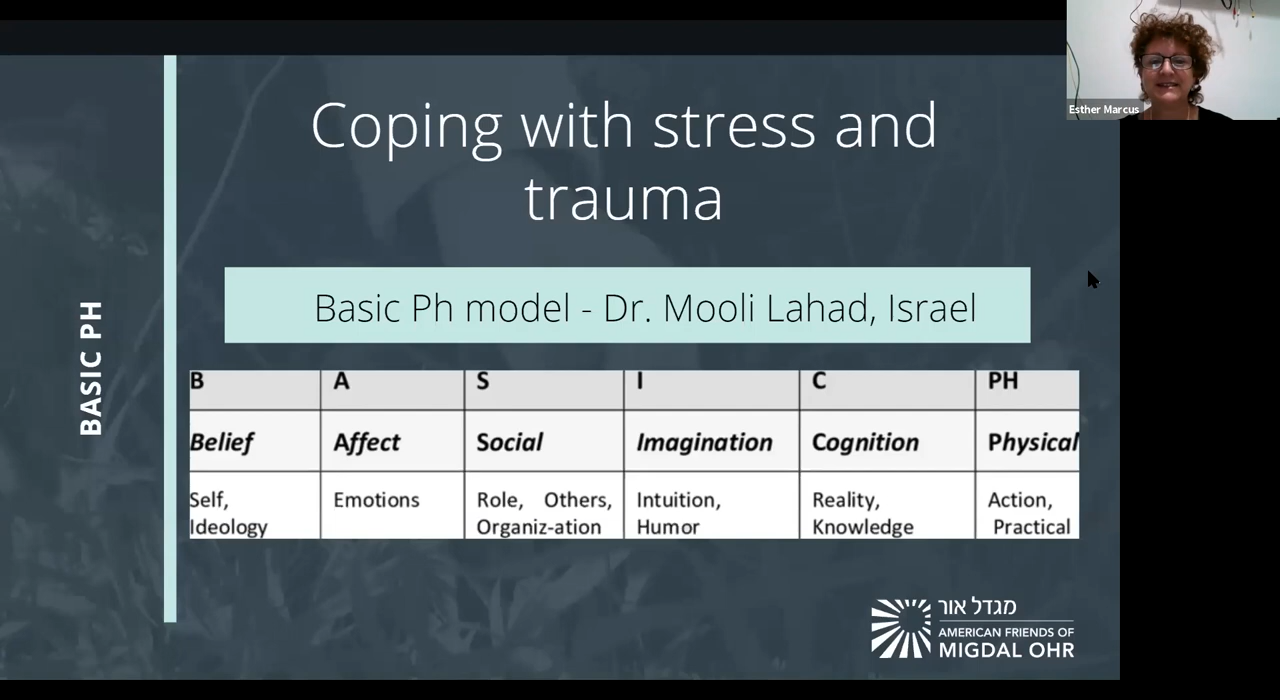 Esther Marcus
Coping with stress and
trauma
BASIC PH
Basic Ph model - Dr. Mooli Lahad, Israel
B A S I C PH
Belief Affect Social Imagination Cognition Physical
Self, Emotions Role, Others, Intuition, Reality, Action,
Ideology Organiz-ation Humor Knowledge Practical
מגדל אור
AMERICAN FRIENDS OF
MIGDAL OHR